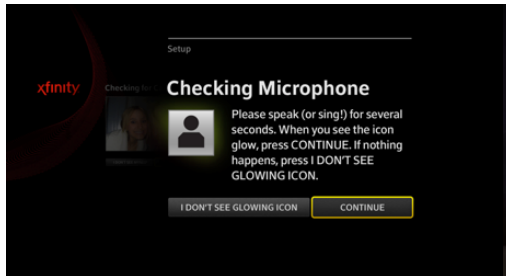 Setup
xfinity
Checking
Checking Microphone
Please speak (or sing!) for several
seconds. When you see the icon
glow, press CONTINUE. If nothing
happens, press I DON'T SEE
GLOWING ICON.
I DON'T SEE GLOWING ICON
CONTINUE